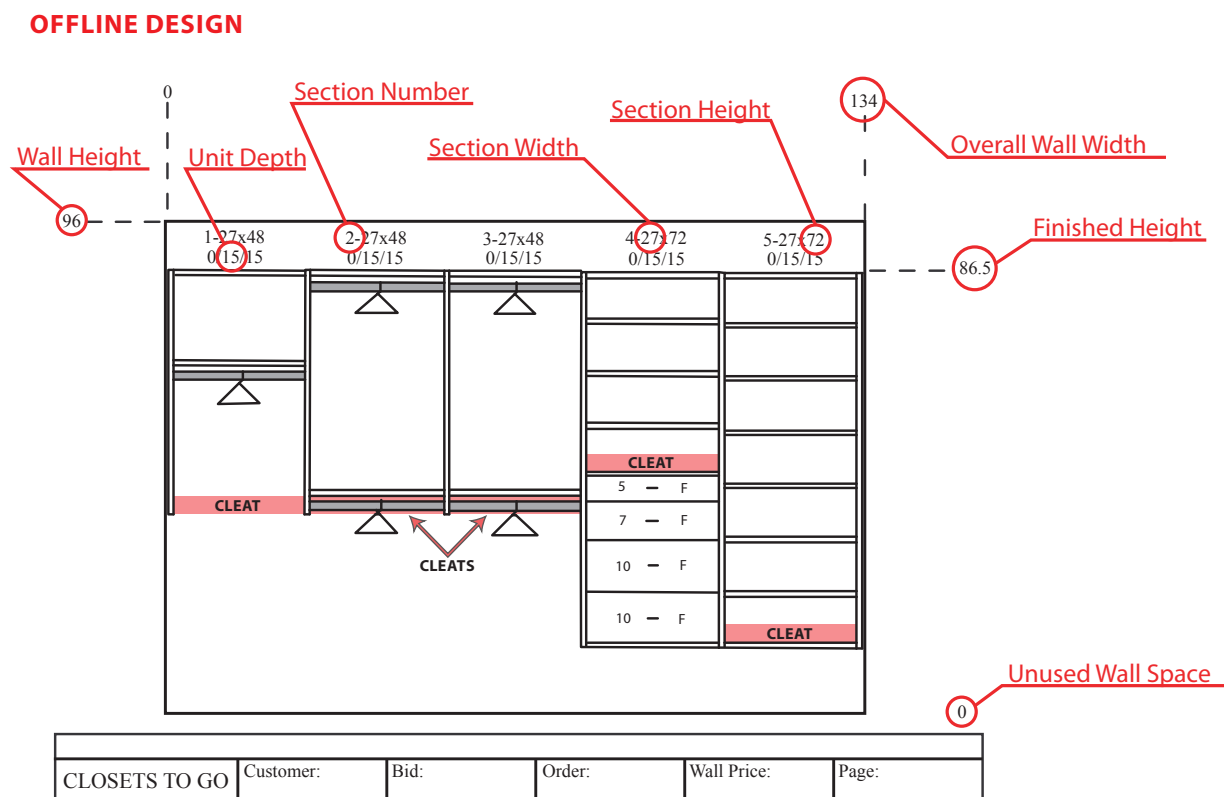 OFFLINE DESIGN
0
Section Number
134
Section Height
Wall Height
Unit Depth
Section Width
Overall Wall Width
96
1-27x48
0/15/15
2-27x48
0/15/15
3-27x48
0/15/15
4-27x72
0/15/15
5-27x72
0/15/15
Finished Height
86.5
CLEAT
5 – F
CLEAT
7 – F
CLEATS
10 – F
10 – F
CLEAT
Unused Wall Space
0
CLOSETS TO GO
Customer:
Bid:
Order:
Wall Price:
Page: